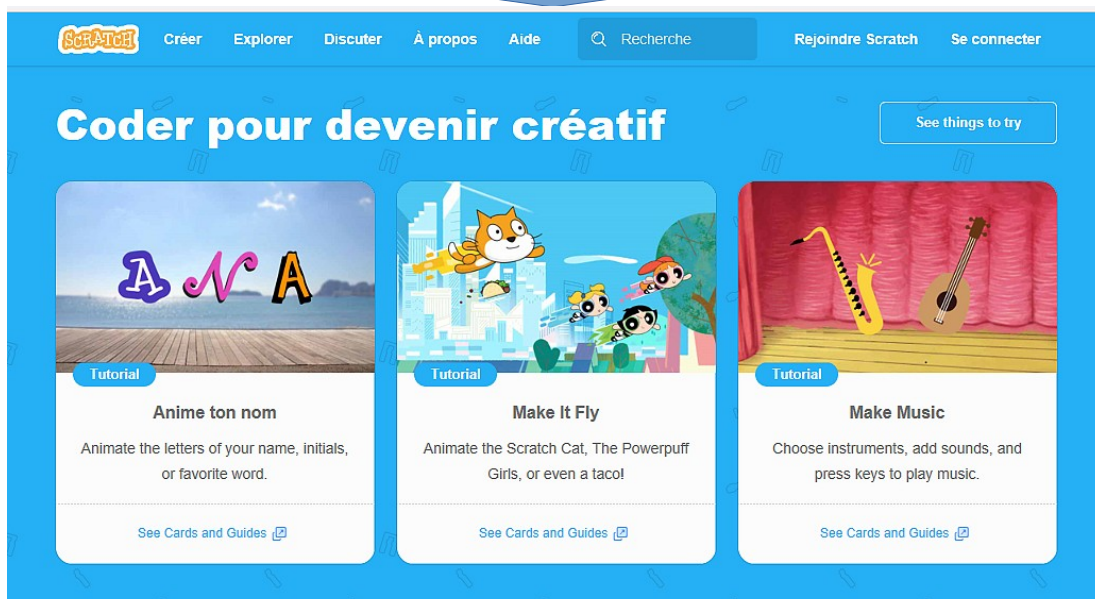 SCRATCH Créer Explorer Discuter À propos Aide Recherche Rejoindre Scratch Se connecter
Coder pour devenir créatif
See things to try
A N A
Tutorial
Anime ton nom
Animate the letters of your name, initials,
or favorite word.
See Cards and Guides
Tutorial
Make It Fly
Animate the Scratch Cat, The Powerpuff
Girls, or even a taco!
See Cards and Guides
Tutorial
Make Music
Choose instruments, add sounds, and
press keys to play music.
See Cards and Guides